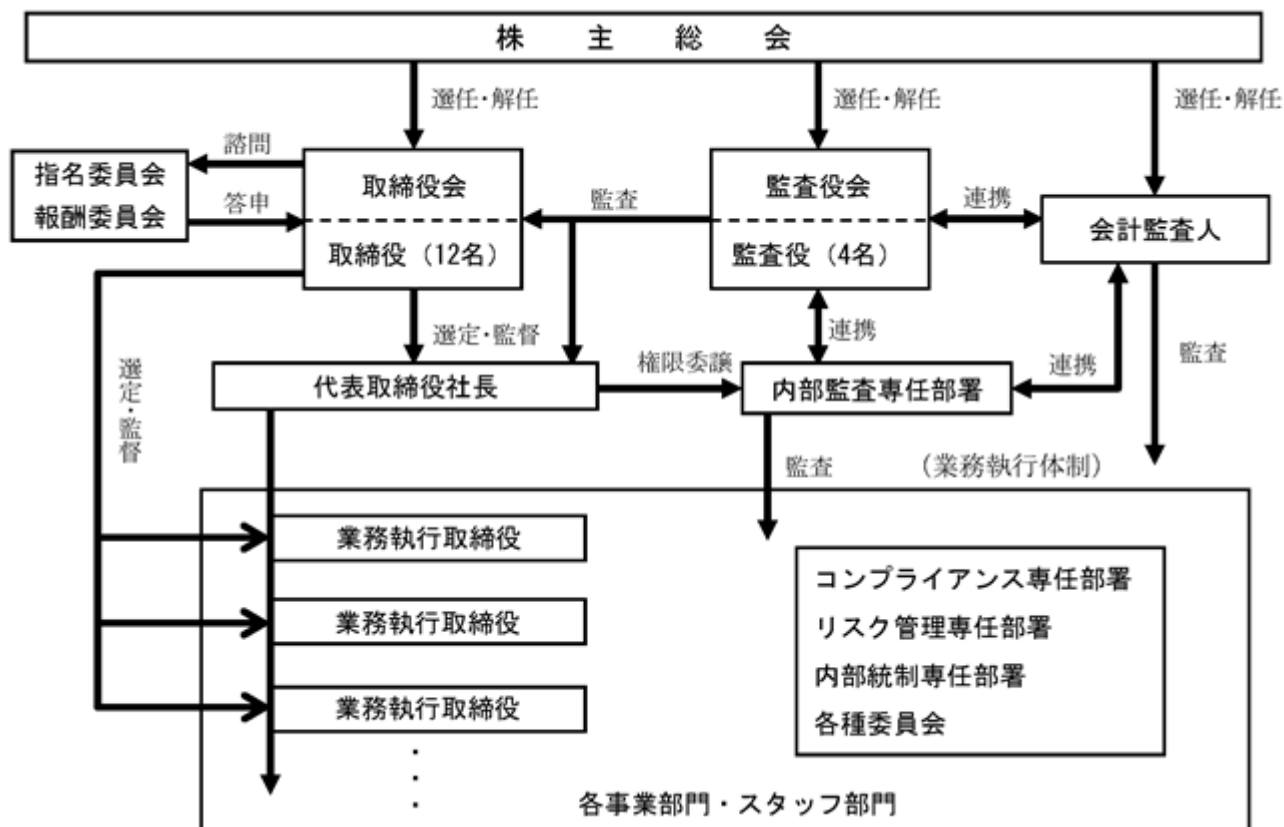 株主総会
選任・解任
選任・解任
選任・解任
諮問
指名委員会
報酬委員会
答申
取締役会
取締役（12名）
監査
監査役会
監査役（4名）
連携
会計監査人
選定・監督
連携
選定・監督
代表取締役社長
権限委譲
内部監査専任部署
連携
監査
監査
（業務執行体制）
業務執行取締役
業務執行取締役
業務執行取締役
・
・
・
コンプライアンス専任部署
リスク管理専任部署
内部統制専任部署
各種委員会
各事業部門・スタッフ部門